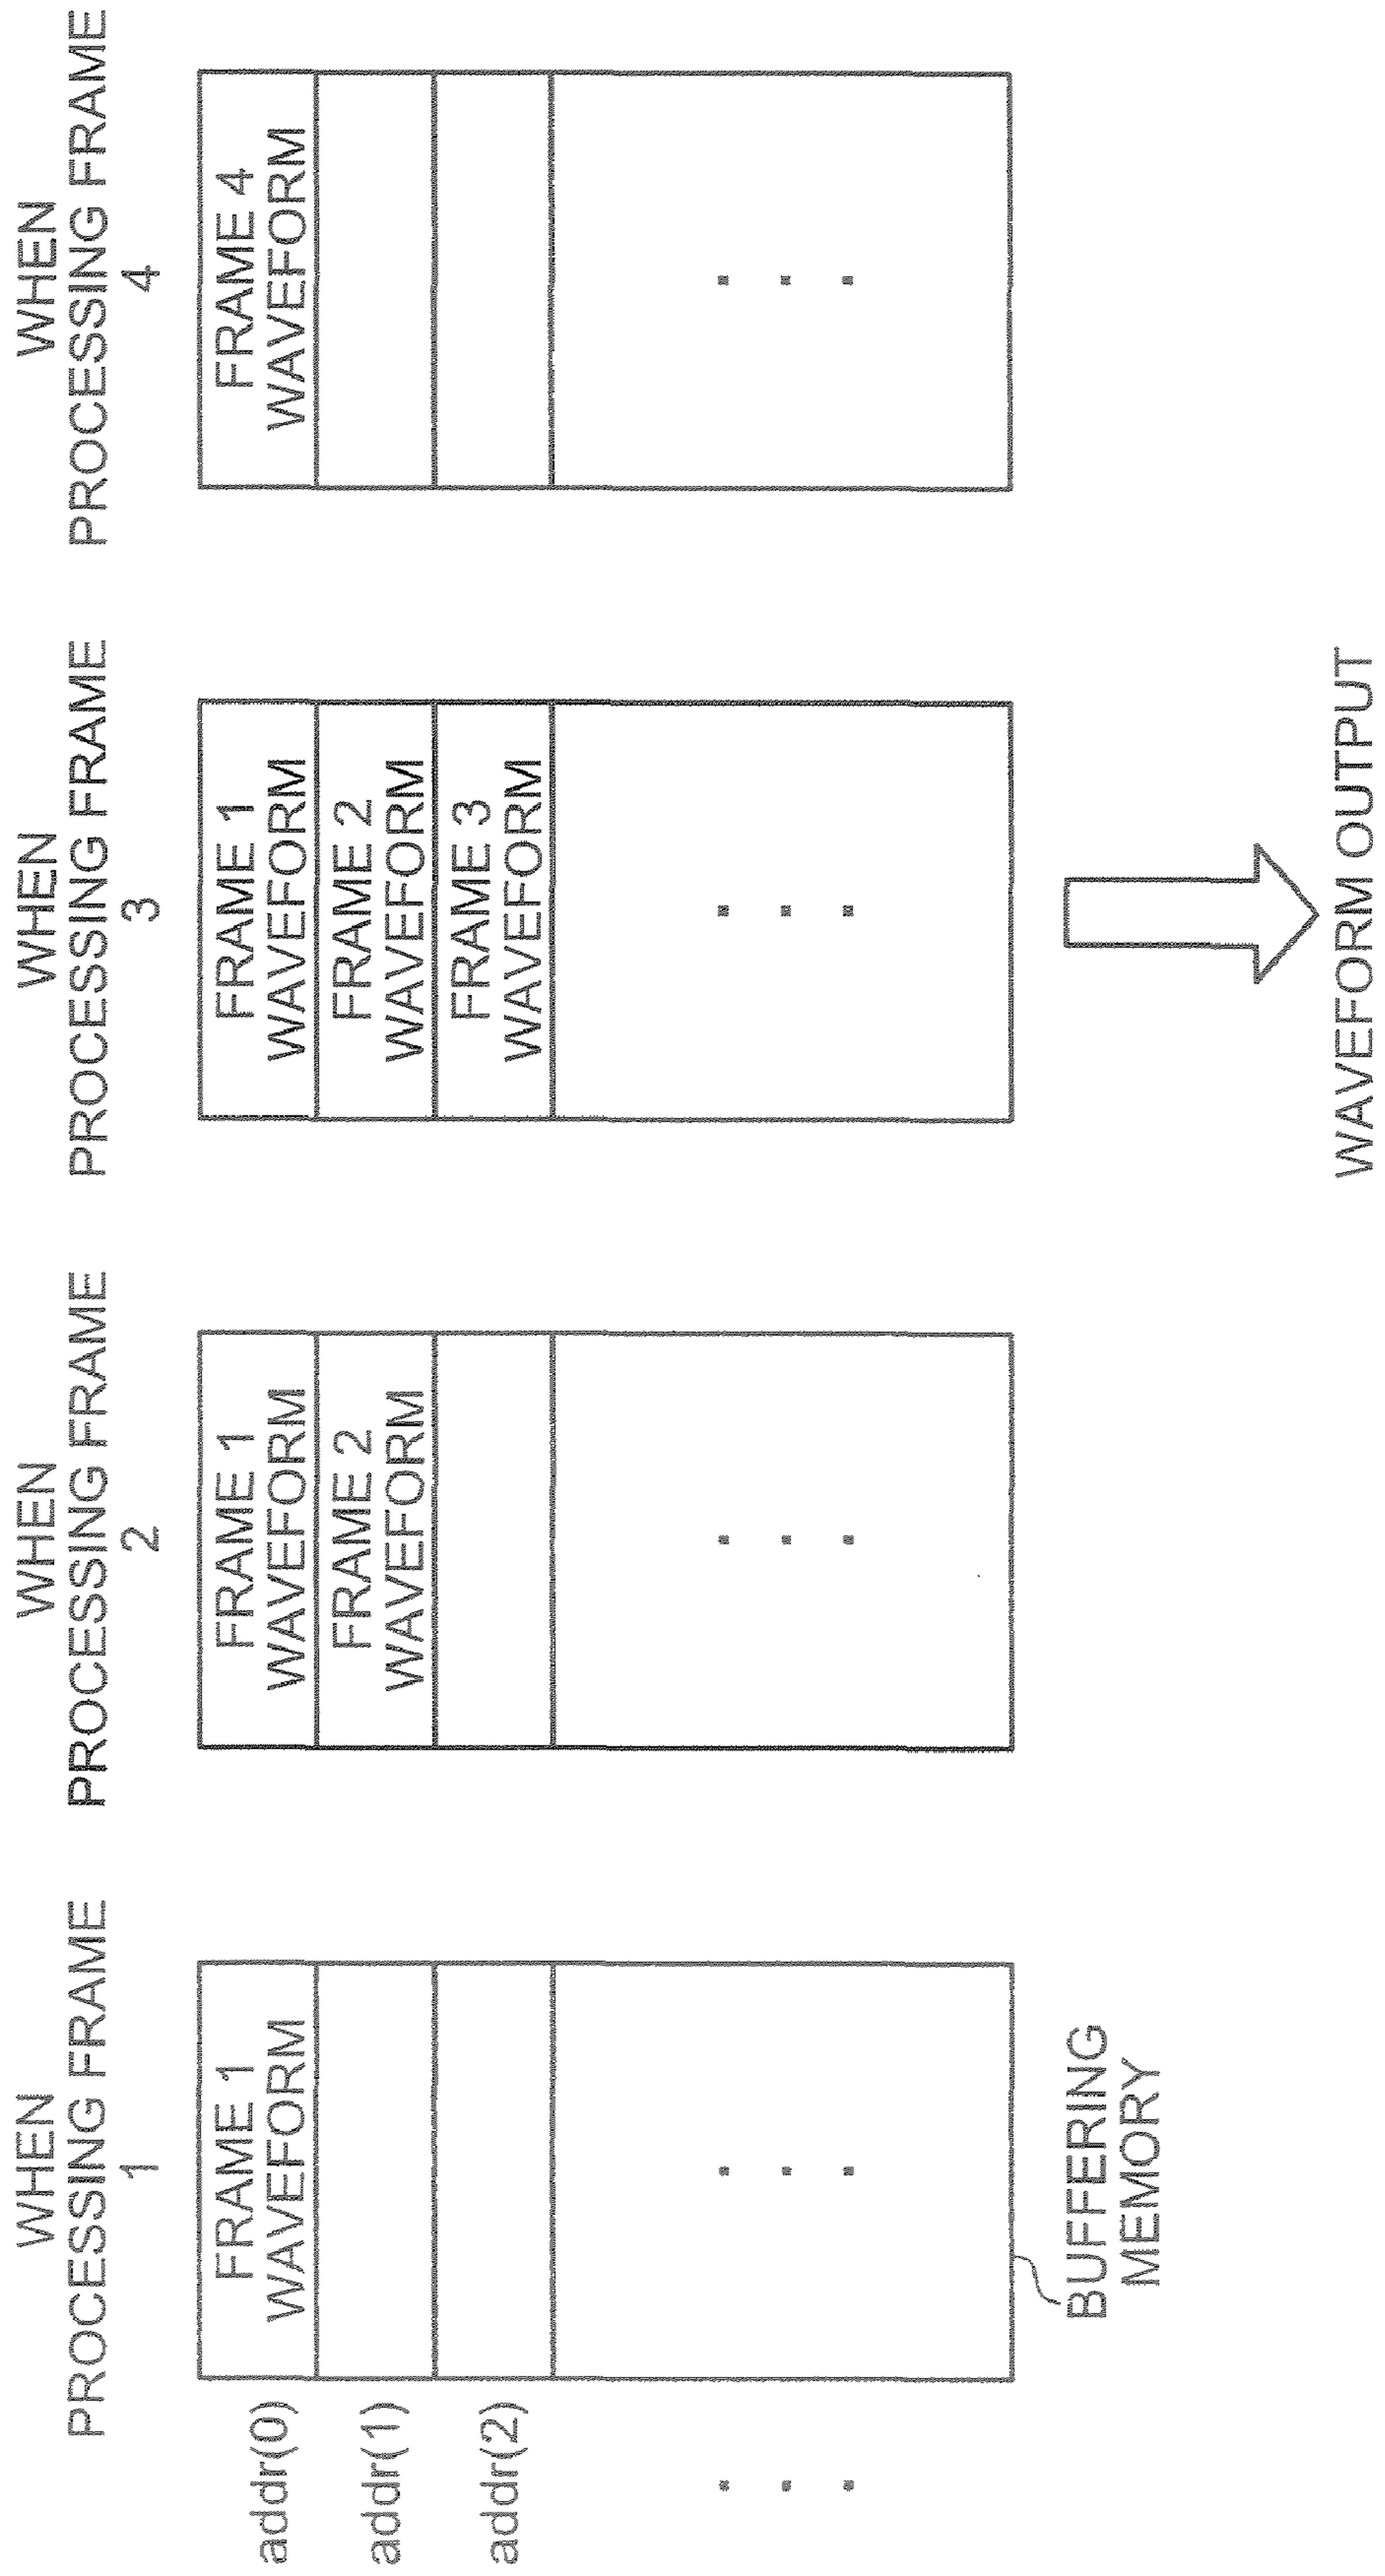 WHEN
PROCESSING FRAME
1
WHEN
PROCESSING FRAME
2
WHEN
PROCESSING FRAME
3
WHEN
PROCESSING FRAME
4
addr(0)
FRAME 1
WAVEFORM
FRAME 1
WAVEFORM
FRAME 1
WAVEFORM
FRAME 4
WAVEFORM
addr(1)
FRAME 2
WAVEFORM
FRAME 2
WAVEFORM
addr(2)
FRAME 3
WAVEFORM
BUFFERING
MEMORY
WAVEFORM OUTPUT